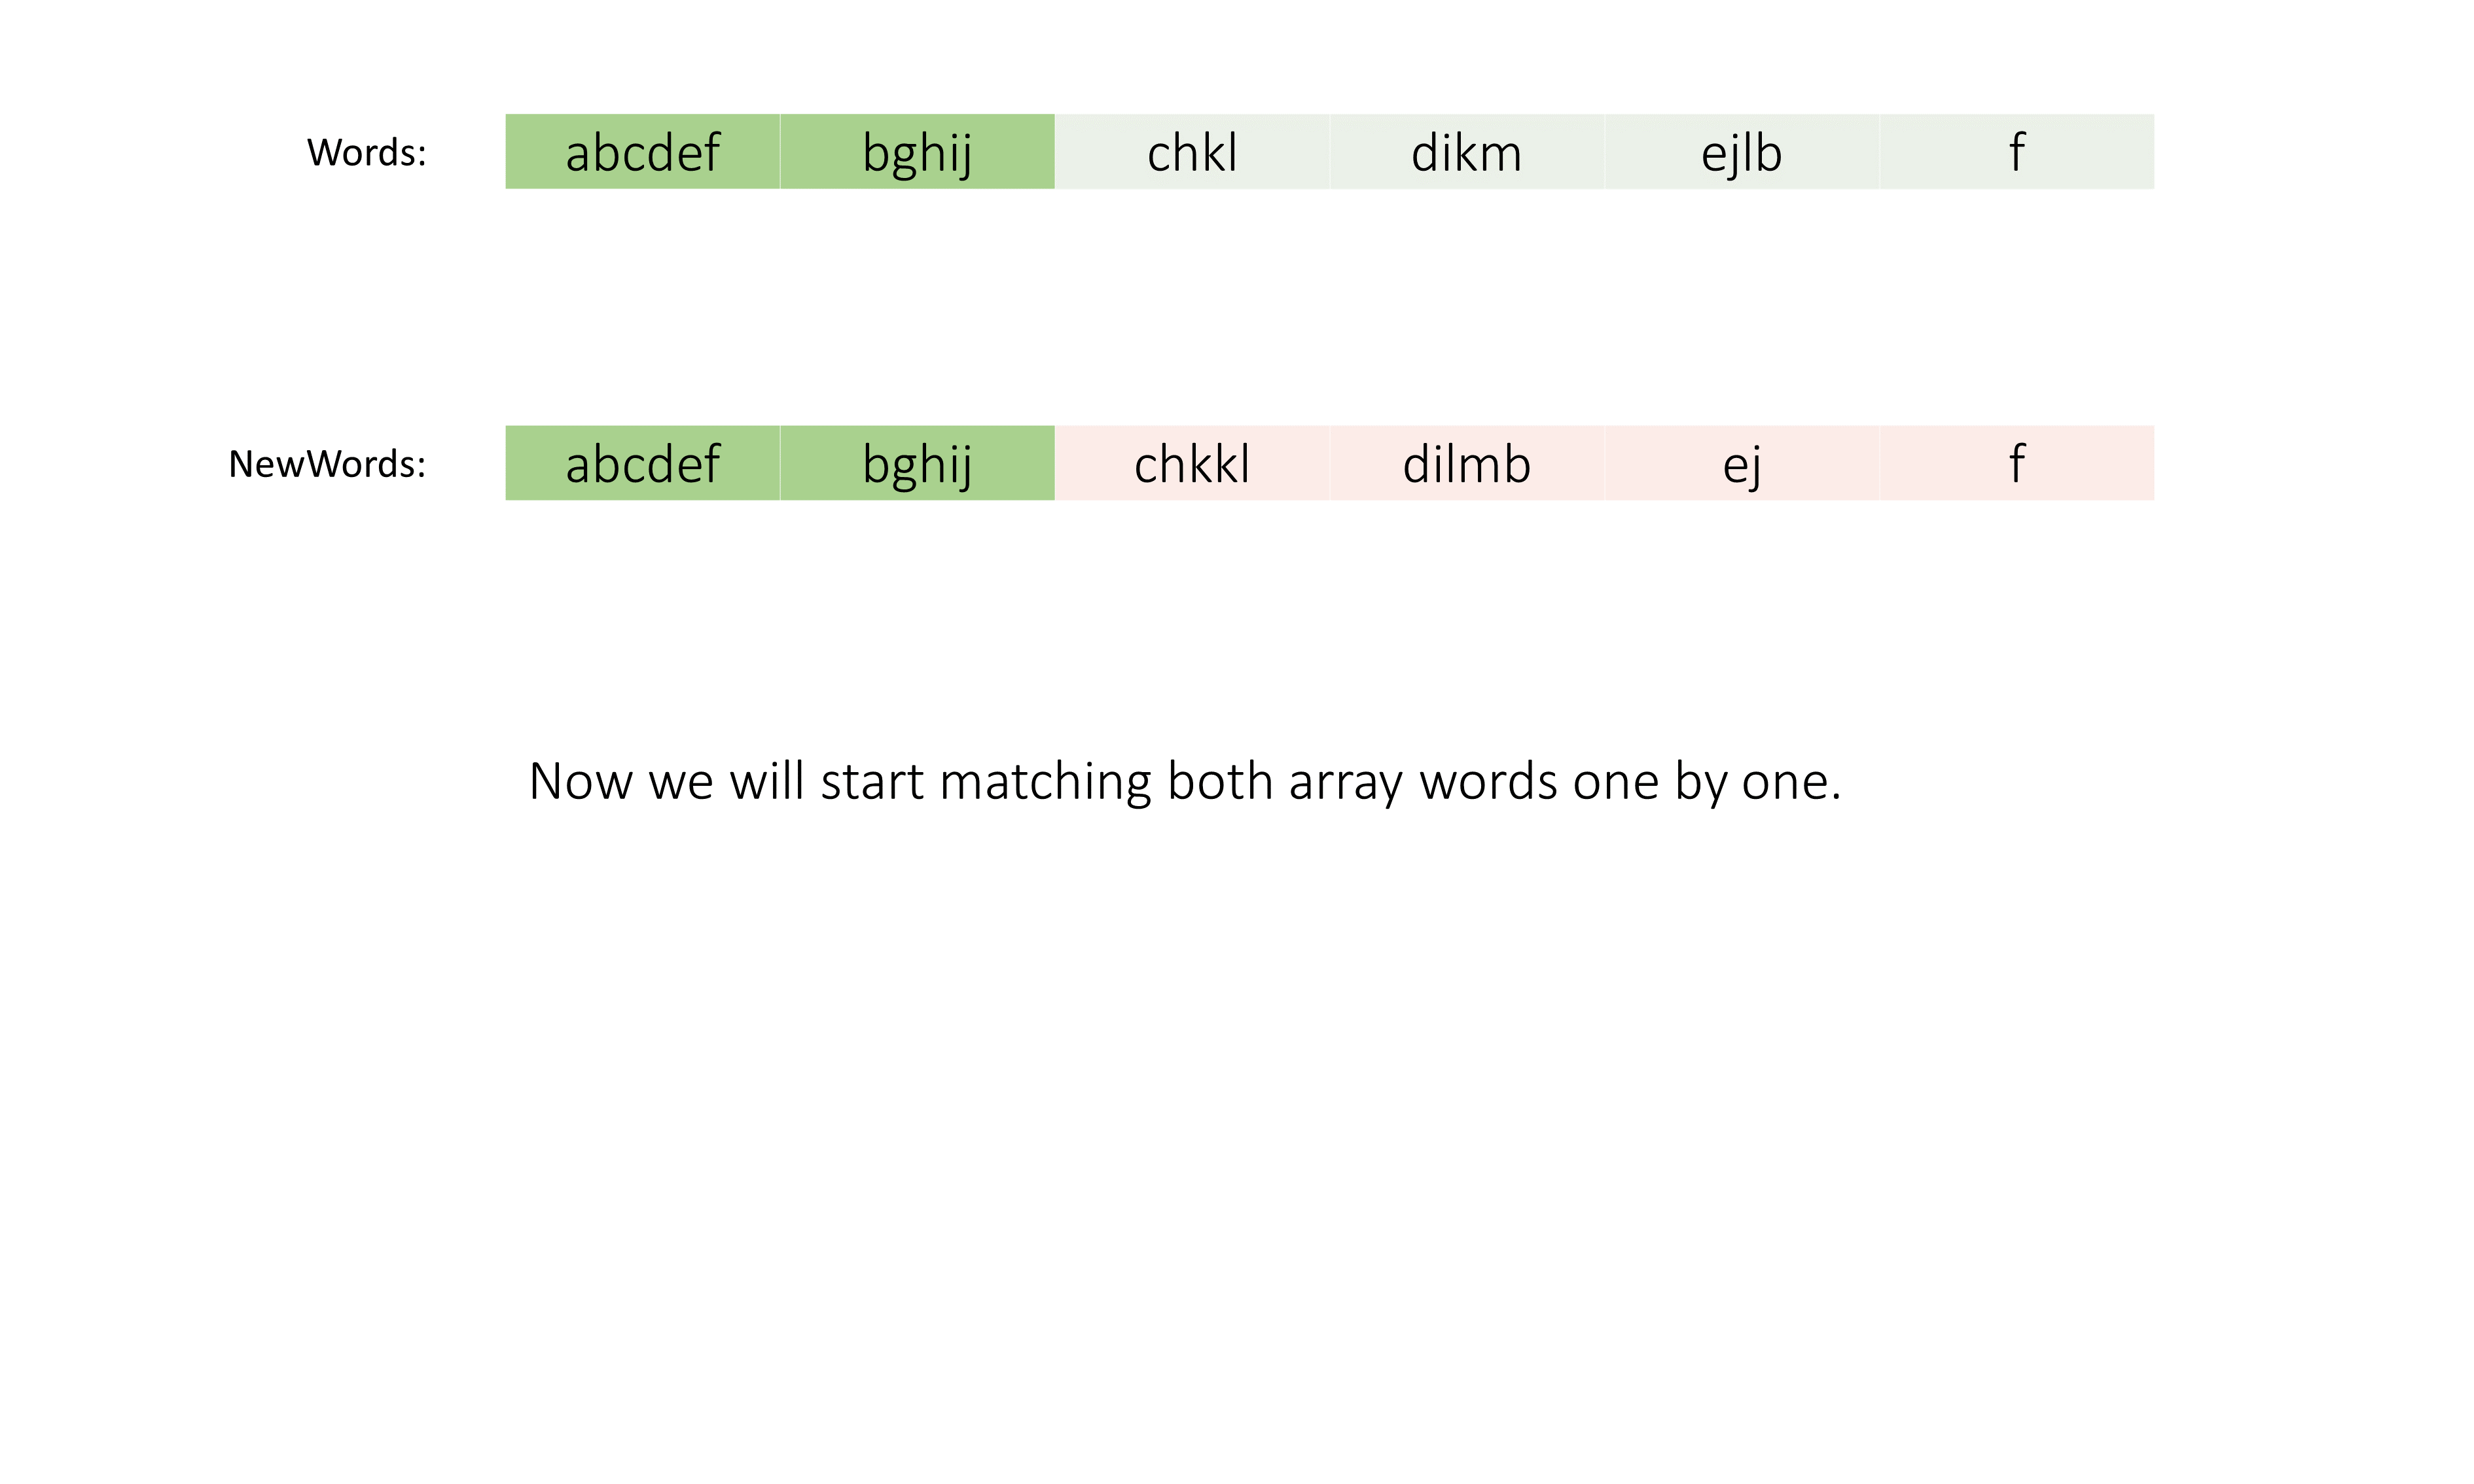 Words: abcdef bghij chkl dikm ejlb f
NewWords: abcdef bghij chkkl dilmb ej f
Now we will start matching both array words one by one.